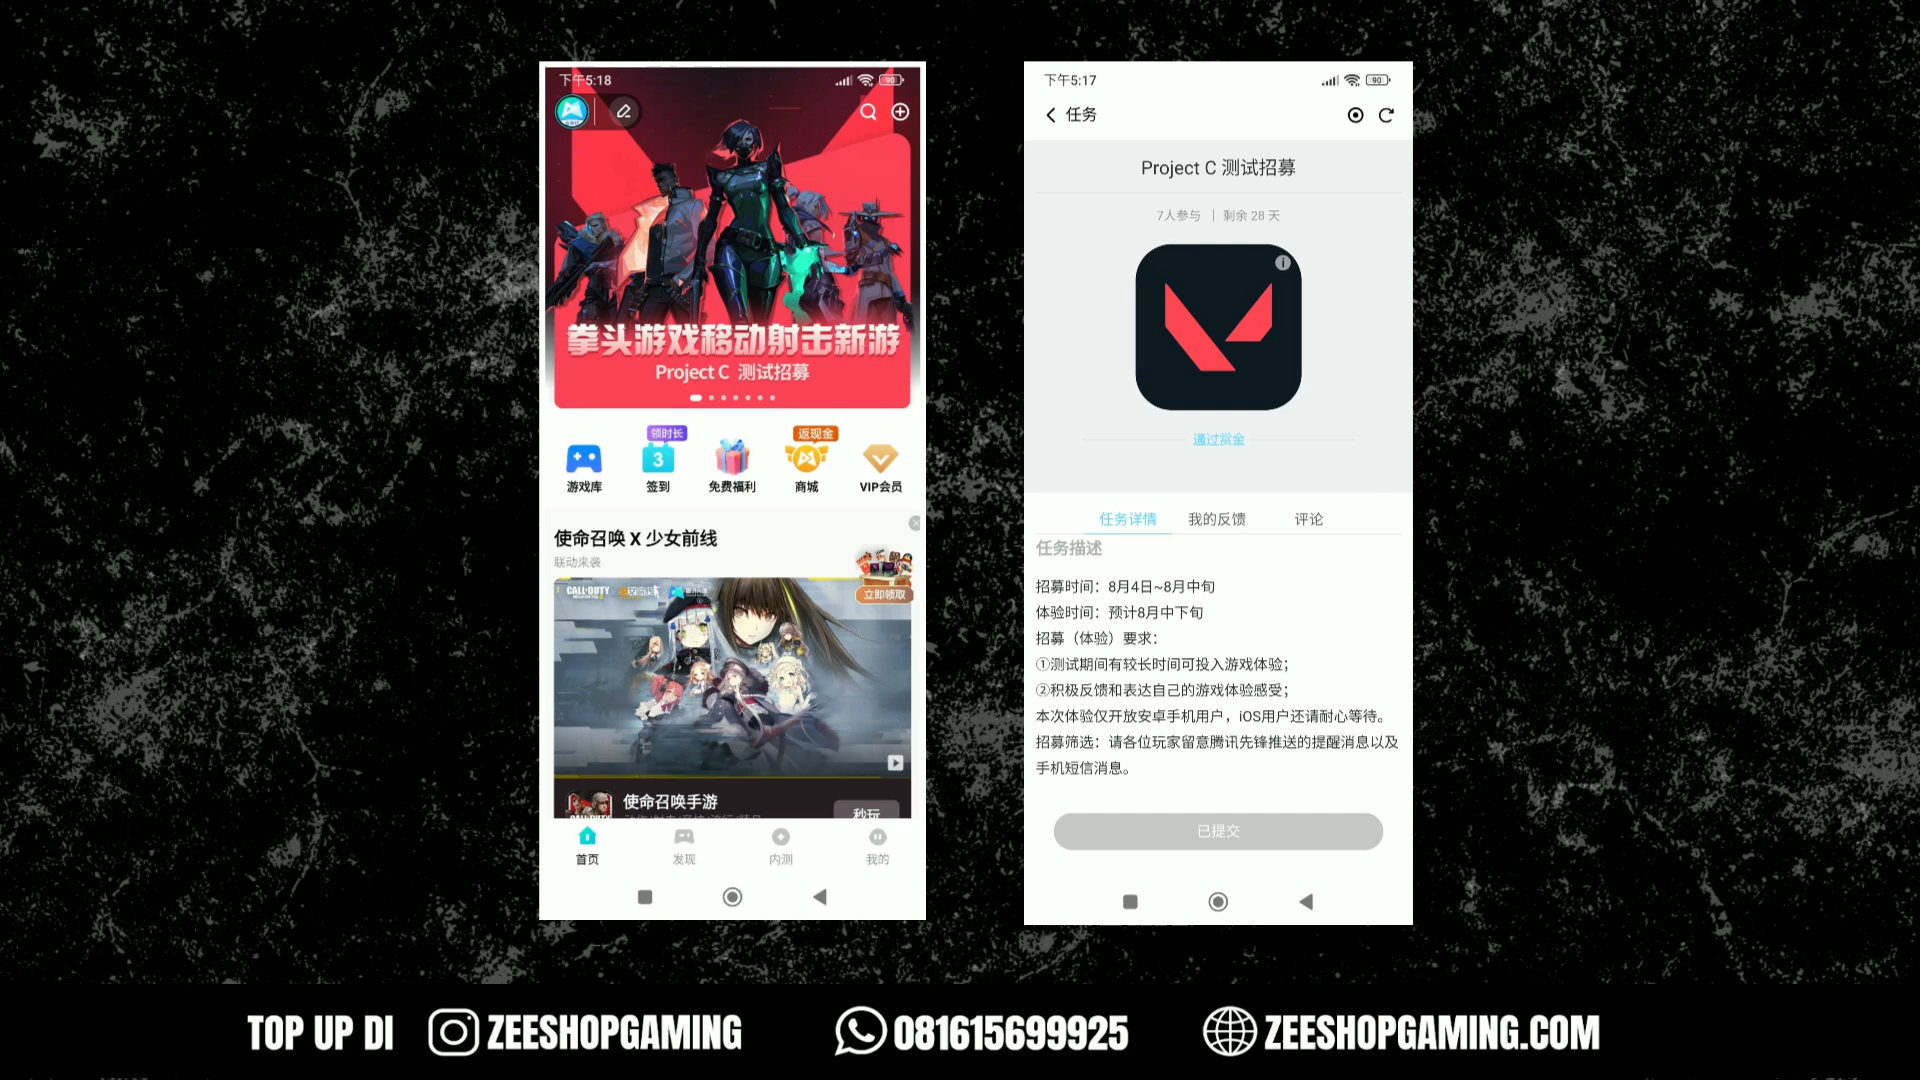 下午5:18
90
拳头游戏移动射击新游
Project C 测试招募
领时长
返现金
3
游戏库
签到
免费福利
商城
VIP会员
使命召唤 X 少女前线
联动来袭
CALL·DUTY
立即领取
使命召唤手游
秒玩
首页
发现
内测
我的
下午5:17
90
任务
Project C 测试招募
7人参与 | 剩余 28 天
通过赏金
任务详情
我的反馈
评论
任务描述
招募时间：8月4日~8月中旬
体验时间：预计8月中下旬
招募（体验）要求：
①测试期间有较长时间可投入游戏体验；
②积极反馈和表达自己的游戏体验感受；
本次体验仅开放安卓手机用户，iOS用户还请耐心等待。
招募筛选：请各位玩家留意腾讯先锋推送的提醒消息以及
手机短信消息。
已提交
TOP UP DI ZEESHOPGAMING 081615699925 ZEESHOPGAMING.COM